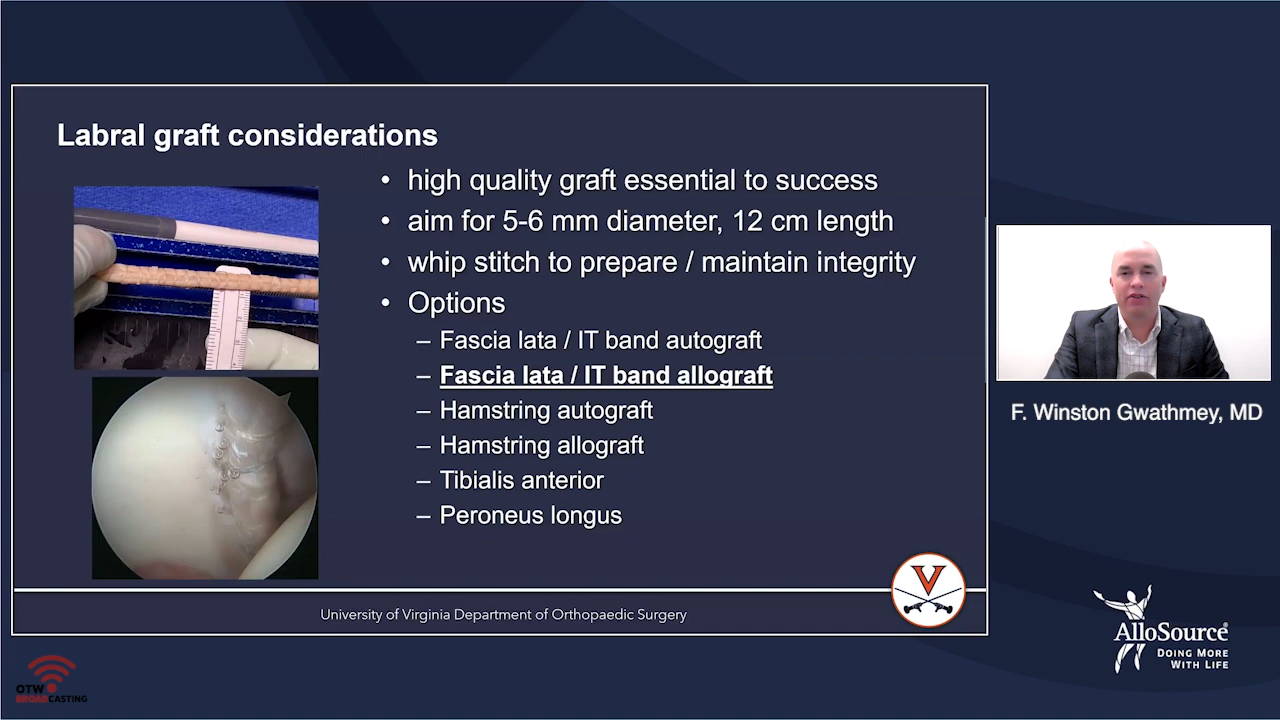 Labral graft considerations
• high quality graft essential to success
• aim for 5-6 mm diameter, 12 cm length
• whip stitch to prepare / maintain integrity
• Options
– Fascia lata / IT band autograft
– Fascia lata / IT band allograft
– Hamstring autograft
– Hamstring allograft
– Tibialis anterior
– Peroneus longus
University of Virginia Department of Orthopaedic Surgery
V
F. Winston Gwathmey, MD
AlloSource®
DOING MORE
WITH LIFE
OTW
BROADCASTING